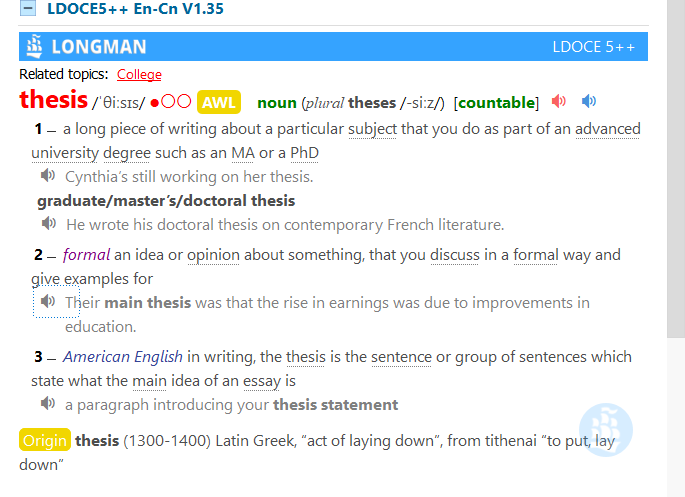 LDOCE5++ En-Cn V1.35
LONGMAN LDOCE 5++
Related topics: College
thesis /ˈθiːsɪs/ ●○○ AWL noun (plural theses /-siːz/) [countable]
1 – a long piece of writing about a particular subject that you do as part of an advanced
university degree such as an MA or a PhD
Cynthia’s still working on her thesis.
graduate/master’s/doctoral thesis
He wrote his doctoral thesis on contemporary French literature.
2 – formal an idea or opinion about something, that you discuss in a formal way and
give examples for
Their main thesis was that the rise in earnings was due to improvements in
education.
3 – American English in writing, the thesis is the sentence or group of sentences which
state what the main idea of an essay is
a paragraph introducing your thesis statement
Origin thesis (1300-1400) Latin Greek, “act of laying down”, from tithenai “to put, lay
down”